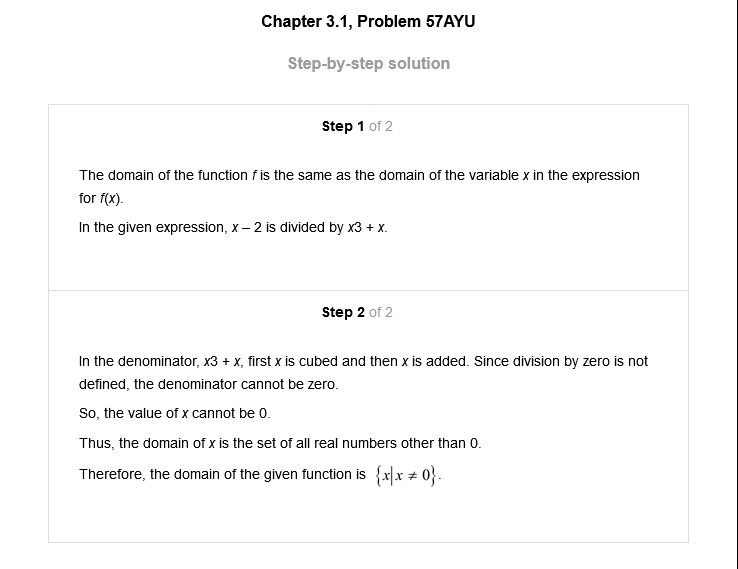 Chapter 3.1, Problem 57AYU
Step-by-step solution
Step 1 of 2
The domain of the function f is the same as the domain of the variable x in the expression
for f(x).
In the given expression, x – 2 is divided by x3 + x.
Step 2 of 2
In the denominator, x3 + x, first x is cubed and then x is added. Since division by zero is not
defined, the denominator cannot be zero.
So, the value of x cannot be 0.
Thus, the domain of x is the set of all real numbers other than 0.
Therefore, the domain of the given function is {x|x ≠ 0}.